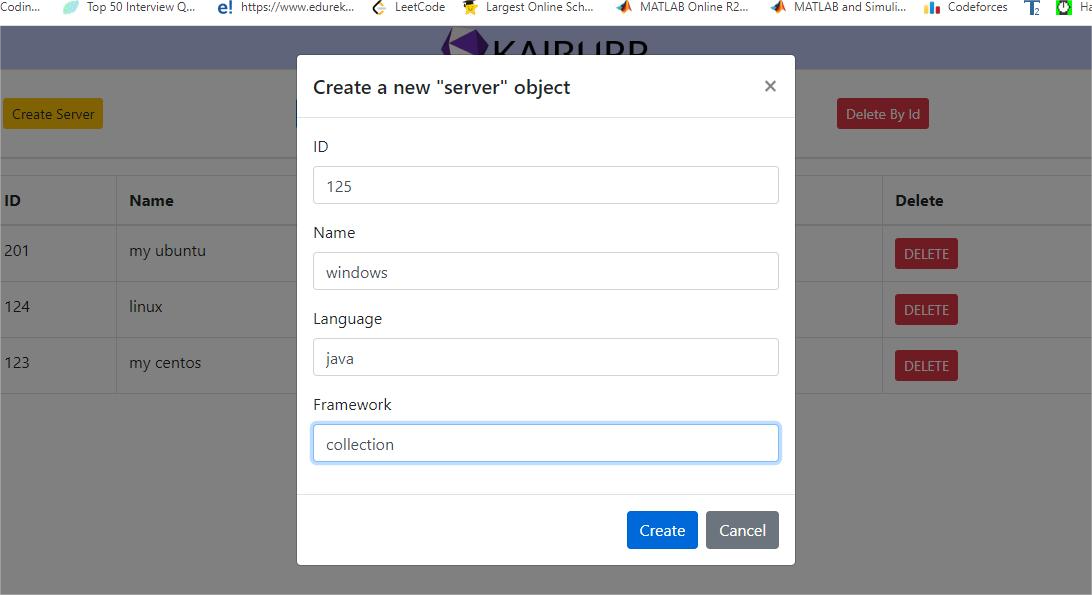 Codin... Top 50 Interview Q... e! https://www.edurek... LeetCode Largest Online Sch... MATLAB Online R2... MATLAB and Simuli... Codeforces T2 Ha
Create a new "server" object ×
Create Server Delete By Id
ID
125
ID Name Delete
Name
201 my ubuntu DELETE
windows
124 linux DELETE
Language
java
123 my centos DELETE
Framework
collection
Create Cancel